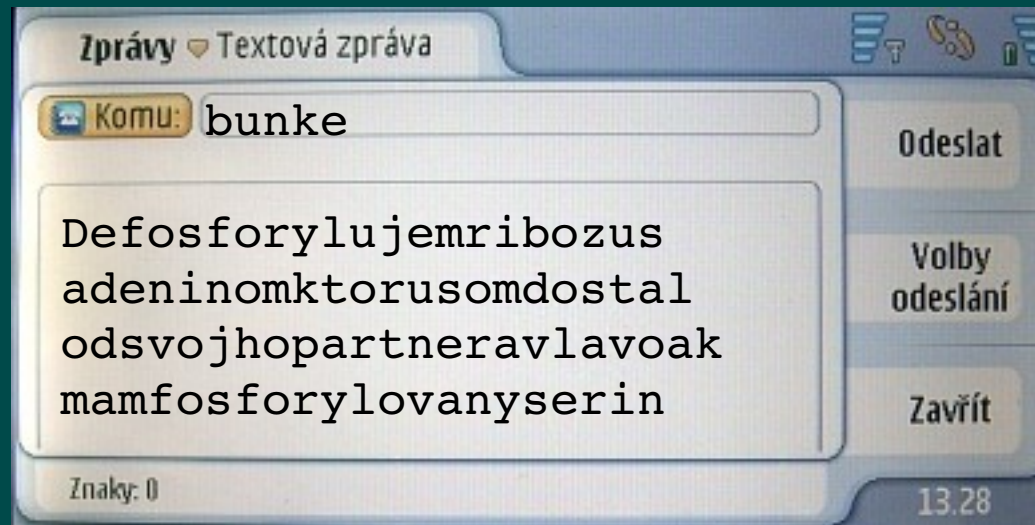 Zprávy Textová zpráva
Komu: bunke
Odeslat
Defosforylujemribozus
adeninomktorusomdostal
odsvojhopartneravlavoak
mamfosforylovanyserin
Volby
odeslání
Zavřít
Znaky: 0
13.28